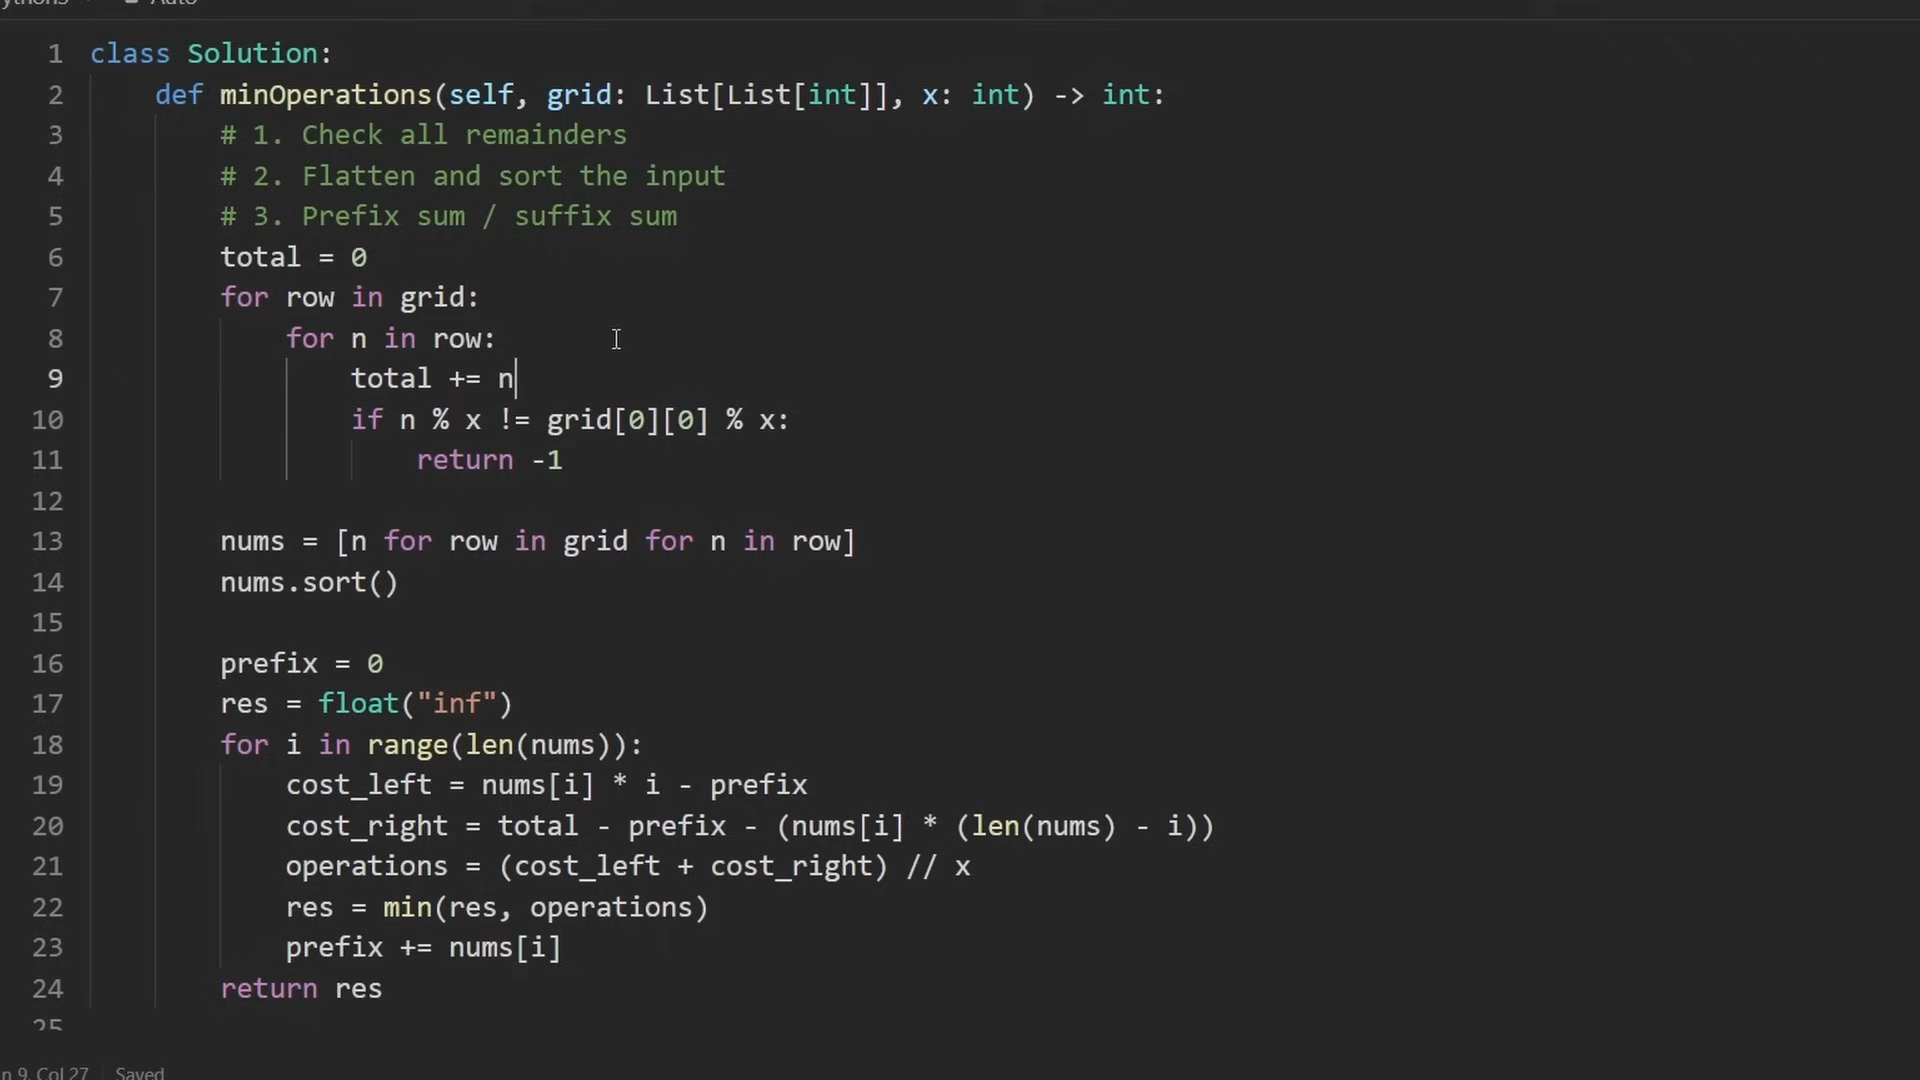 1 class Solution:
2 def minOperations(self, grid: List[List[int]], x: int) -> int:
3 # 1. Check all remainders
4 # 2. Flatten and sort the input
5 # 3. Prefix sum / suffix sum
6 total = 0
7 for row in grid:
8 for n in row:
9 total += n
10 if n % x != grid[0][0] % x:
11 return -1
12
13 nums = [n for row in grid for n in row]
14 nums.sort()
15
16 prefix = 0
17 res = float("inf")
18 for i in range(len(nums)):
19 cost_left = nums[i] * i - prefix
20 cost_right = total - prefix - (nums[i] * (len(nums) - i))
21 operations = (cost_left + cost_right) // x
22 res = min(res, operations)
23 prefix += nums[i]
24 return res
25
n 9, Col 27 Saved